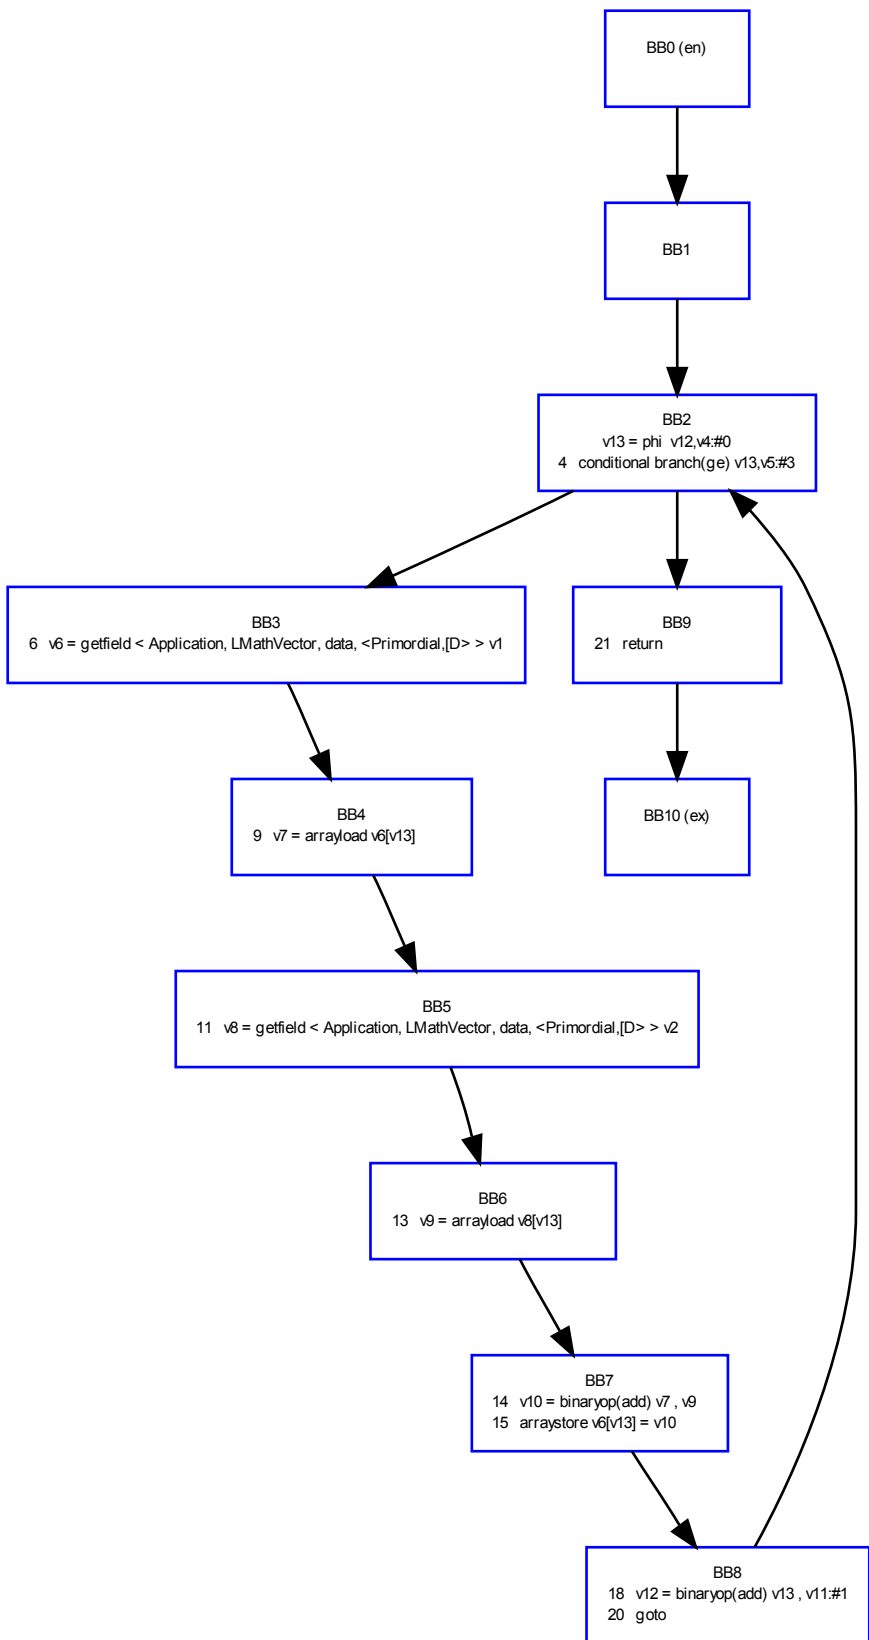 BB0 (en)
BB1
BB2
v13 = phi v12,v4:#0
4 conditional branch(ge) v13,v5:#3
BB3
6 v6 = getfield < Application, LMathVector, data, <Primordial,[D> > v1
BB9
21 return
BB4
9 v7 = arrayload v6[v13]
BB10 (ex)
BB5
11 v8 = getfield < Application, LMathVector, data, <Primordial,[D> > v2
BB6
13 v9 = arrayload v8[v13]
BB7
14 v10 = binaryop(add) v7 , v9
15 arraystore v6[v13] = v10
BB8
18 v12 = binaryop(add) v13 , v11:#1
20 goto